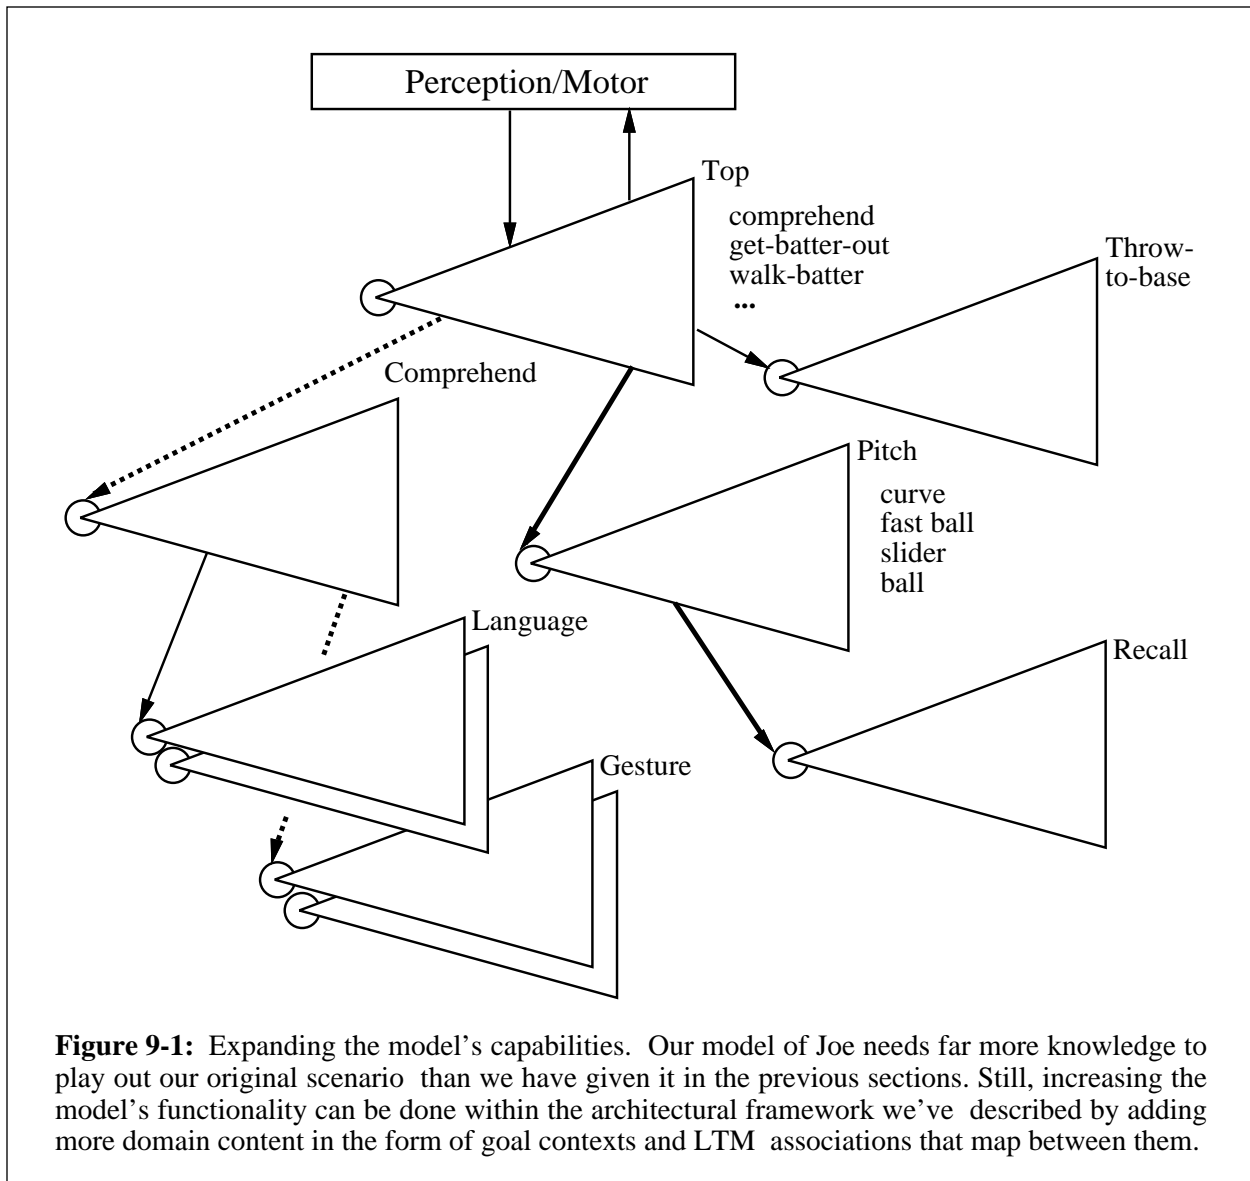 Perception/Motor
Top
comprehend
get-batter-out
walk-batter
...
Throw-
to-base
Comprehend
Pitch
curve
fast ball
slider
ball
Language
Recall
Gesture
Figure 9-1: Expanding the model’s capabilities. Our model of Joe needs far more knowledge to
play out our original scenario than we have given it in the previous sections. Still, increasing the
model’s functionality can be done within the architectural framework we’ve described by adding
more domain content in the form of goal contexts and LTM associations that map between them.